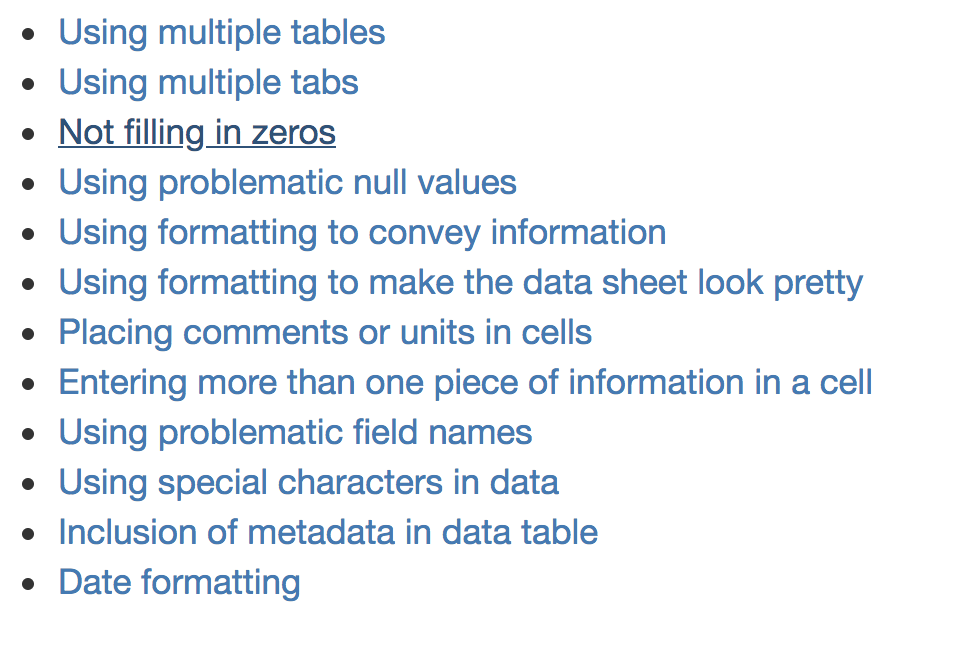 Using multiple tables
Using multiple tabs
Not filling in zeros
Using problematic null values
Using formatting to convey information
Using formatting to make the data sheet look pretty
Placing comments or units in cells
Entering more than one piece of information in a cell
Using problematic field names
Using special characters in data
Inclusion of metadata in data table
Date formatting